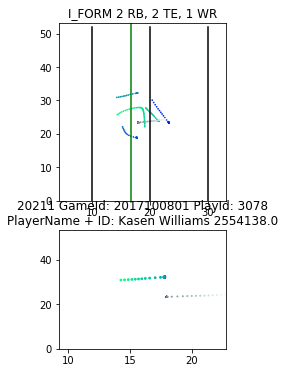 I_FORM 2 RB, 2 TE, 1 WR
50
40
30
20
10
0
10 20 30
20211 GameId: 2017100801 PlayId: 3078
PlayerName + ID: Kasen Williams 2554138.0
40
20
0
10 15 20